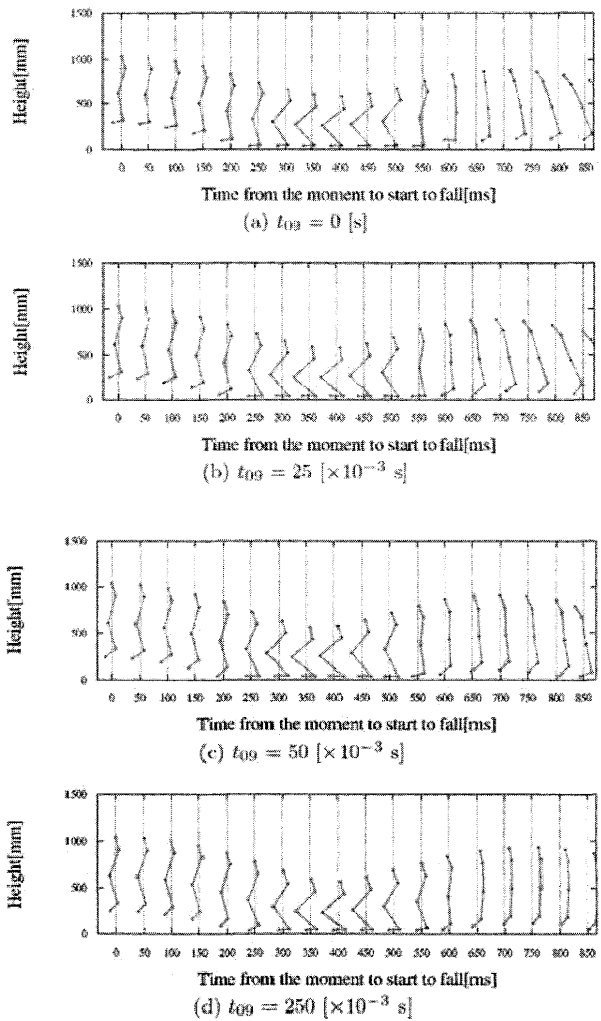 Height[mm]
1500
1000
500
0
0 50 100 150 200 250 300 350 400 450 500 550 600 650 700 750 800 850
Time from the moment to start to fall[ms]
(a) t₀₉ = 0 [s]
Height[mm]
1500
1000
500
0
0 50 100 150 200 250 300 350 400 450 500 550 600 650 700 750 800 850
Time from the moment to start to fall[ms]
(b) t₀₉ = 25 [×10⁻³ s]
Height[mm]
1500
1000
500
0
0 50 100 150 200 250 300 350 400 450 500 550 600 650 700 750 800 850
Time from the moment to start to fall[ms]
(c) t₀₉ = 50 [×10⁻³ s]
Height[mm]
1500
1000
500
0
0 50 100 150 200 250 300 350 400 450 500 550 600 650 700 750 800 850
Time from the moment to start to fall[ms]
(d) t₀₉ = 250 [×10⁻³ s]